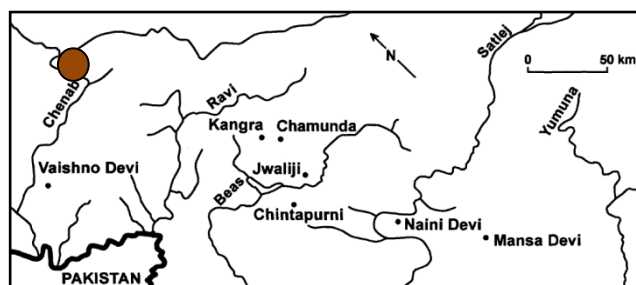 N
Satlej
0 50 km
Chenab
Ravi
Yumuna
Kangra
Chamunda
Vaishno Devi
Jwaliji
Beas
Chintapurni
Naini Devi
Mansa Devi
PAKISTAN